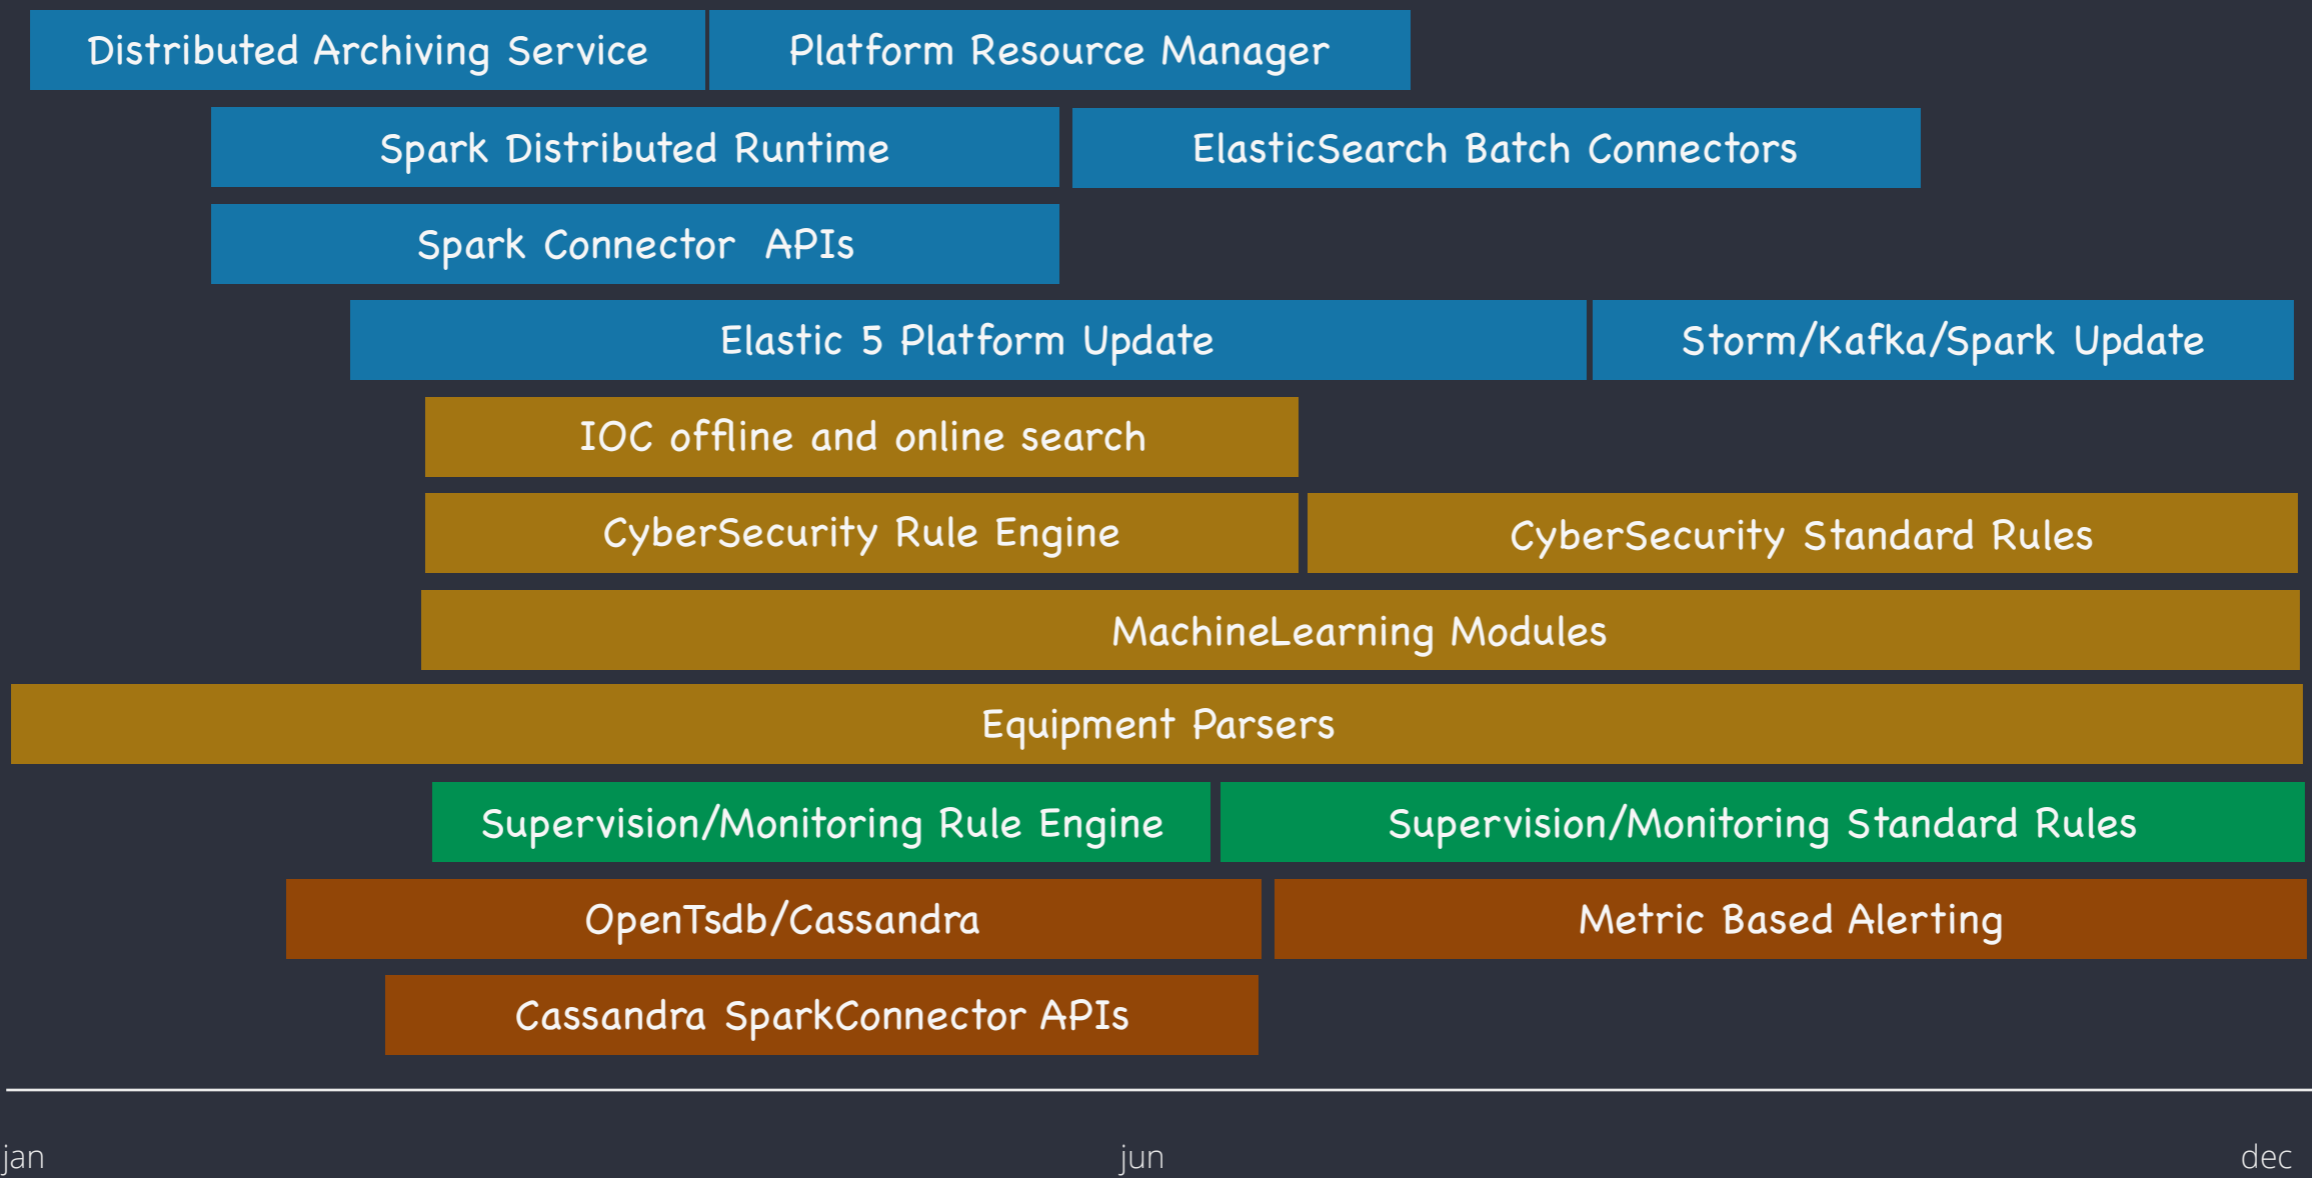 Distributed Archiving Service
Platform Resource Manager
Spark Distributed Runtime
ElasticSearch Batch Connectors
Spark Connector APIs
Elastic 5 Platform Update
Storm/Kafka/Spark Update
IOC offline and online search
CyberSecurity Rule Engine
CyberSecurity Standard Rules
MachineLearning Modules
Equipment Parsers
Supervision/Monitoring Rule Engine
Supervision/Monitoring Standard Rules
OpenTsdb/Cassandra
Metric Based Alerting
Cassandra SparkConnector APIs
jan
jun
dec